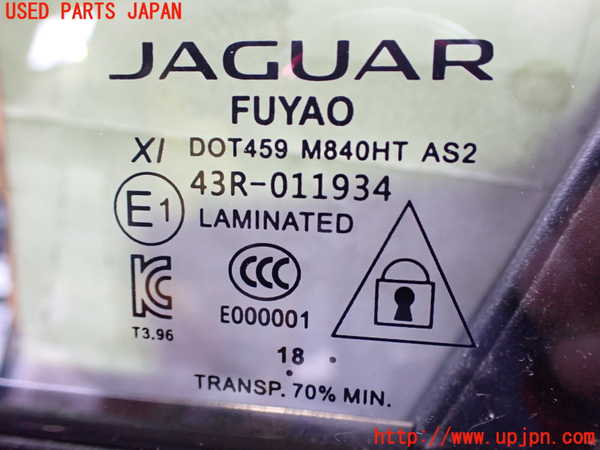 USED PARTS JAPAN
JAGUAR
FUYAO
XI DOT459 M840HT AS2
43R-011934
E1
LAMINATED
KC
CCC
T3.96
E000001
18
TRANSP. 70% MIN.
http://www.upjpn.com/